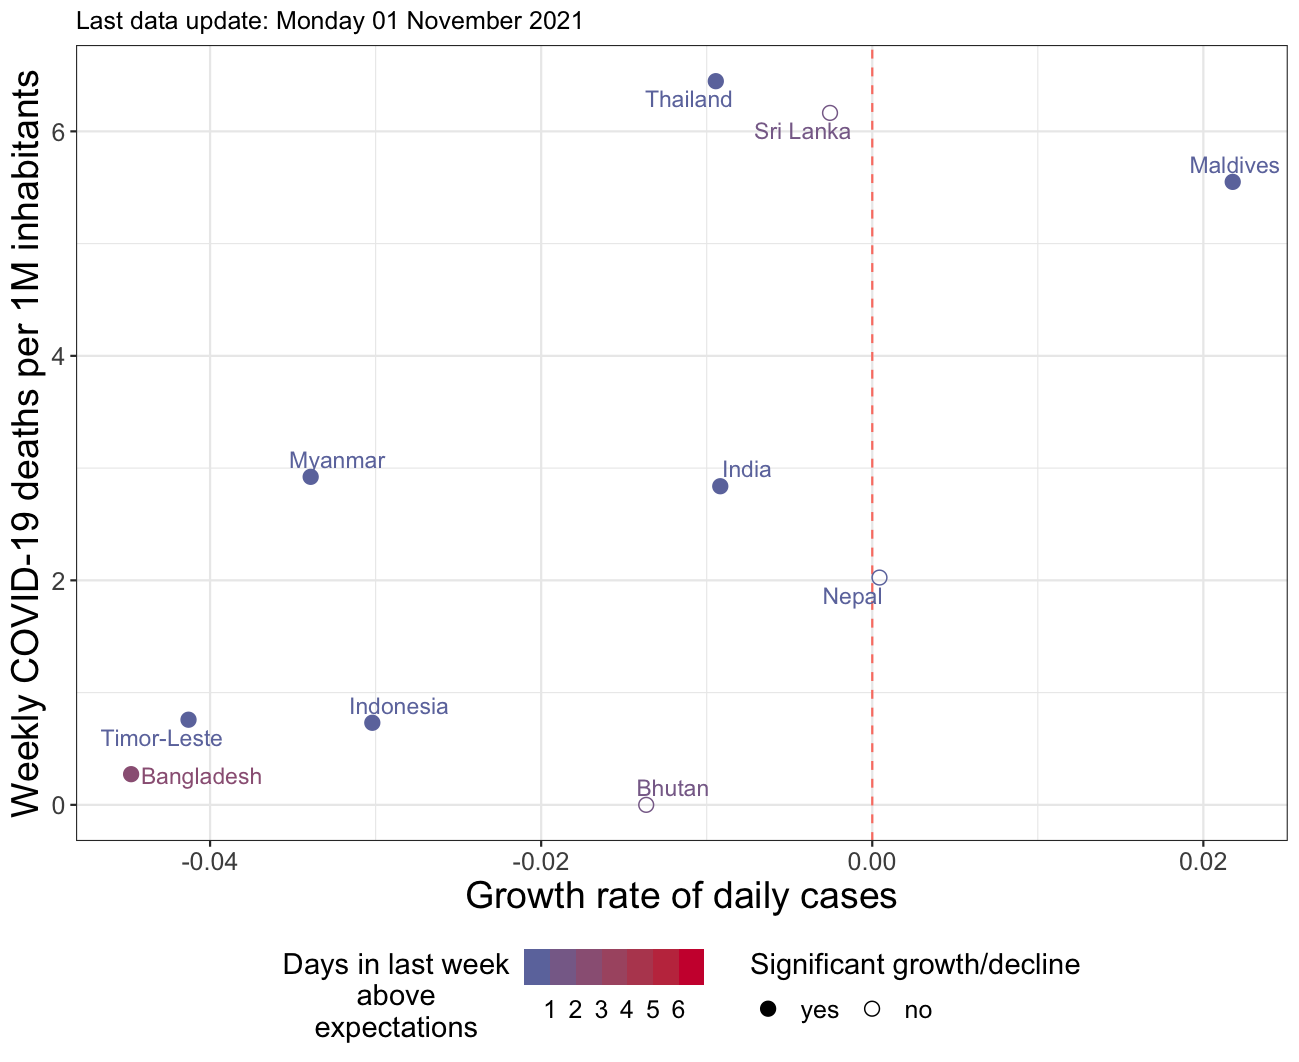 Last data update: Monday 01 November 2021
Weekly COVID-19 deaths per 1M inhabitants
6
4
2
0
Thailand
Sri Lanka
Maldives
Myanmar
India
Nepal
Indonesia
Timor-Leste
Bangladesh
Bhutan
-0.04
-0.02
0.00
0.02
Growth rate of daily cases
Days in last week
above
expectations
1 2 3 4 5 6
Significant growth/decline
yes no